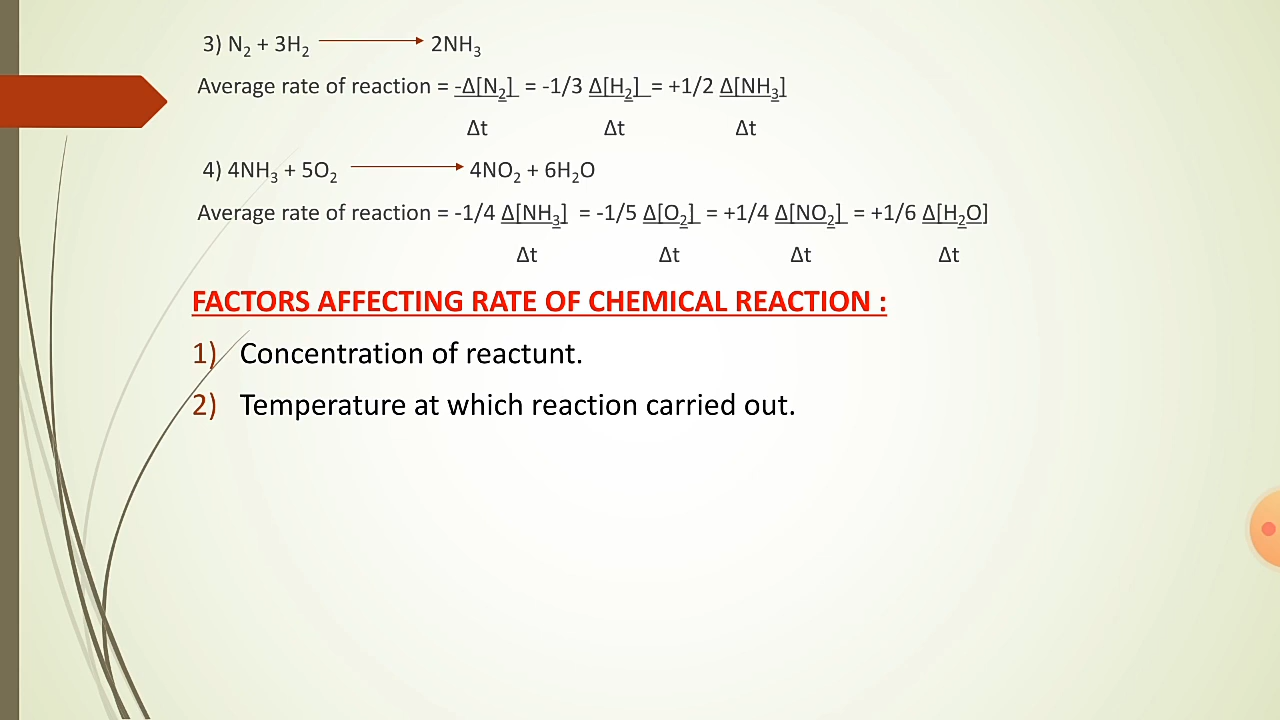 3) N₂ + 3H₂ ⟶ 2NH₃
Average rate of reaction = -Δ[N₂] = -1/3 Δ[H₂] = +1/2 Δ[NH₃]
Δt Δt Δt
4) 4NH₃ + 5O₂ ⟶ 4NO₂ + 6H₂O
Average rate of reaction = -1/4 Δ[NH₃] = -1/5 Δ[O₂] = +1/4 Δ[NO₂] = +1/6 Δ[H₂O]
Δt Δt Δt Δt
FACTORS AFFECTING RATE OF CHEMICAL REACTION :
1) Concentration of reactunt.
2) Temperature at which reaction carried out.